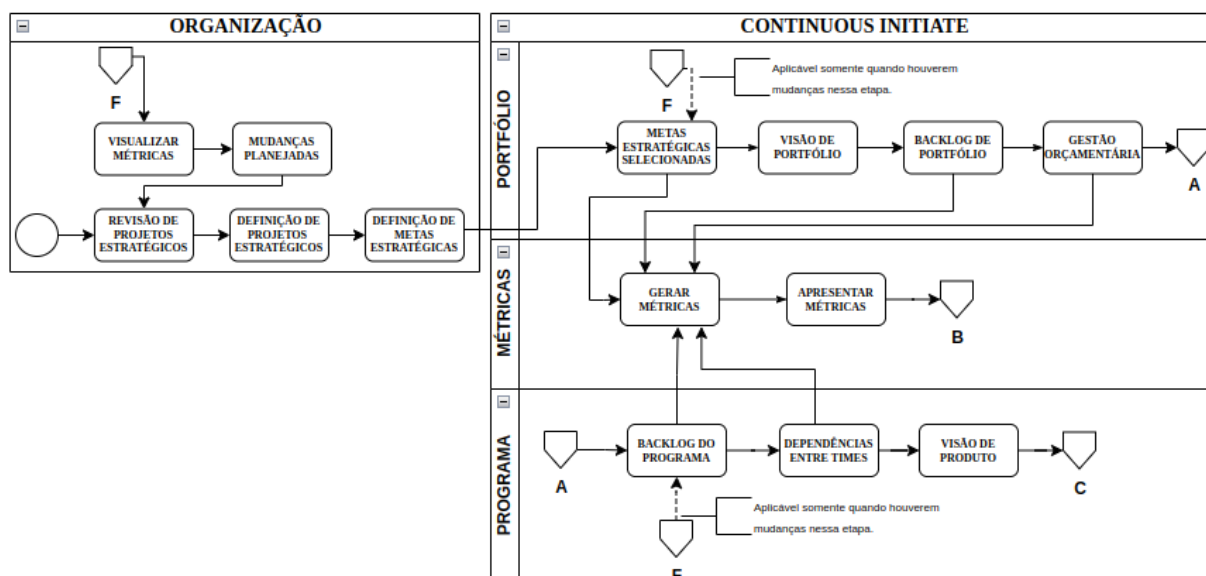 ORGANIZAÇÃO
F
VISUALIZAR
MÉTRICAS
MUDANÇAS
PLANEJADAS
REVISÃO DE
PROJETOS
ESTRATÉGICOS
DEFINIÇÃO DE
PROJETOS
ESTRATÉGICOS
DEFINIÇÃO DE
METAS
ESTRATÉGICAS
CONTINUOUS INITIATE
PORTFÓLIO
F
Aplicável somente quando houverem
mudanças nessa etapa.
METAS
ESTRATÉGICAS
SELECIONADAS
VISÃO DE
PORTFÓLIO
BACKLOG DE
PORTFÓLIO
GESTÃO
ORÇAMENTÁRIA
A
MÉTRICAS
GERAR
MÉTRICAS
APRESENTAR
MÉTRICAS
B
PROGRAMA
A
BACKLOG DO
PROGRAMA
DEPENDÊNCIAS
ENTRE TIMES
VISÃO DE
PRODUTO
C
Aplicável somente quando houverem
mudanças nessa etapa.